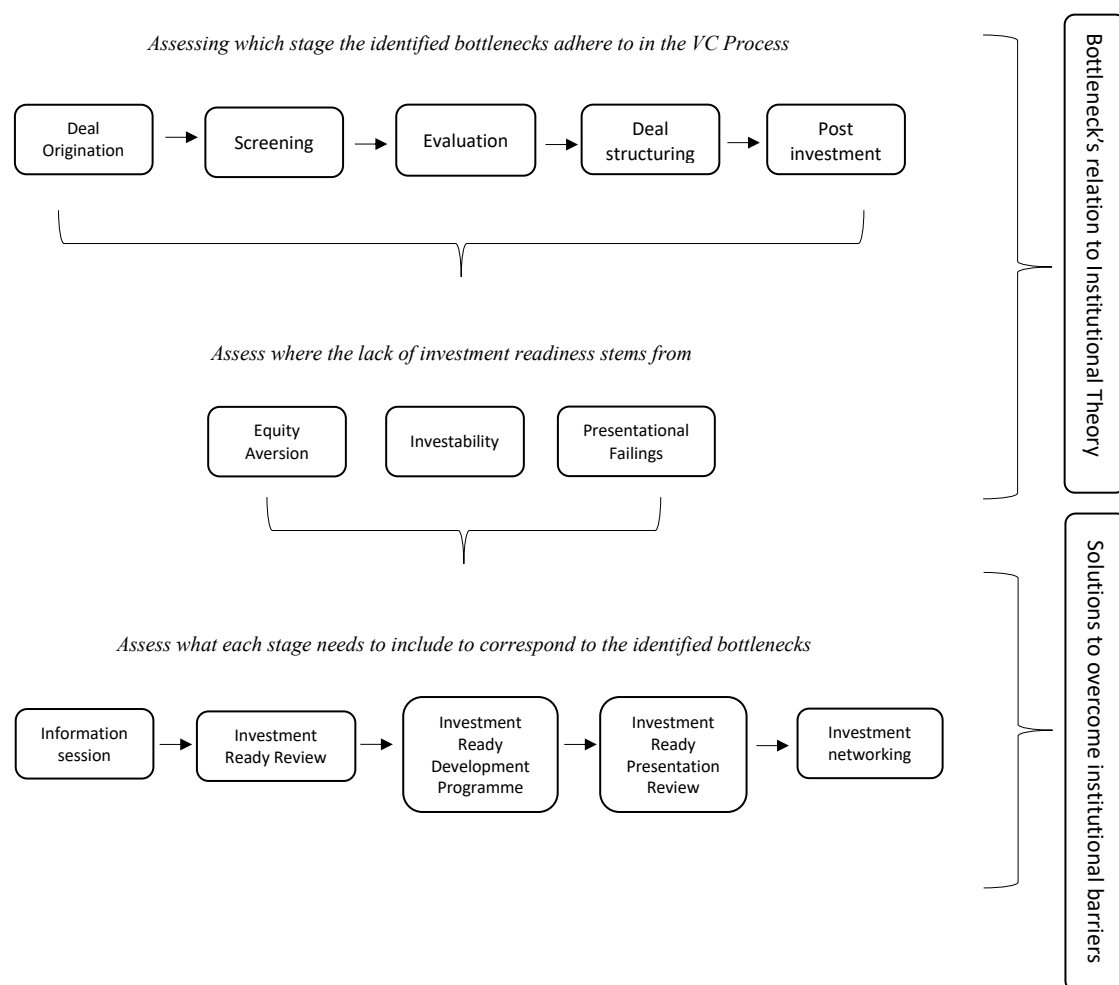 Assessing which stage the identified bottlenecks adhere to in the VC Process
Deal
Origination
Screening
Evaluation
Deal
structuring
Post
investment
Assess where the lack of investment readiness stems from
Equity
Aversion
Investability
Presentational
Failings
Bottleneck's relation to Institutional Theory
Assess what each stage needs to include to correspond to the identified bottlenecks
Information
session
Investment
Ready Review
Investment
Ready
Development
Programme
Investment
Ready
Presentation
Review
Investment
networking
Solutions to overcome institutional barriers